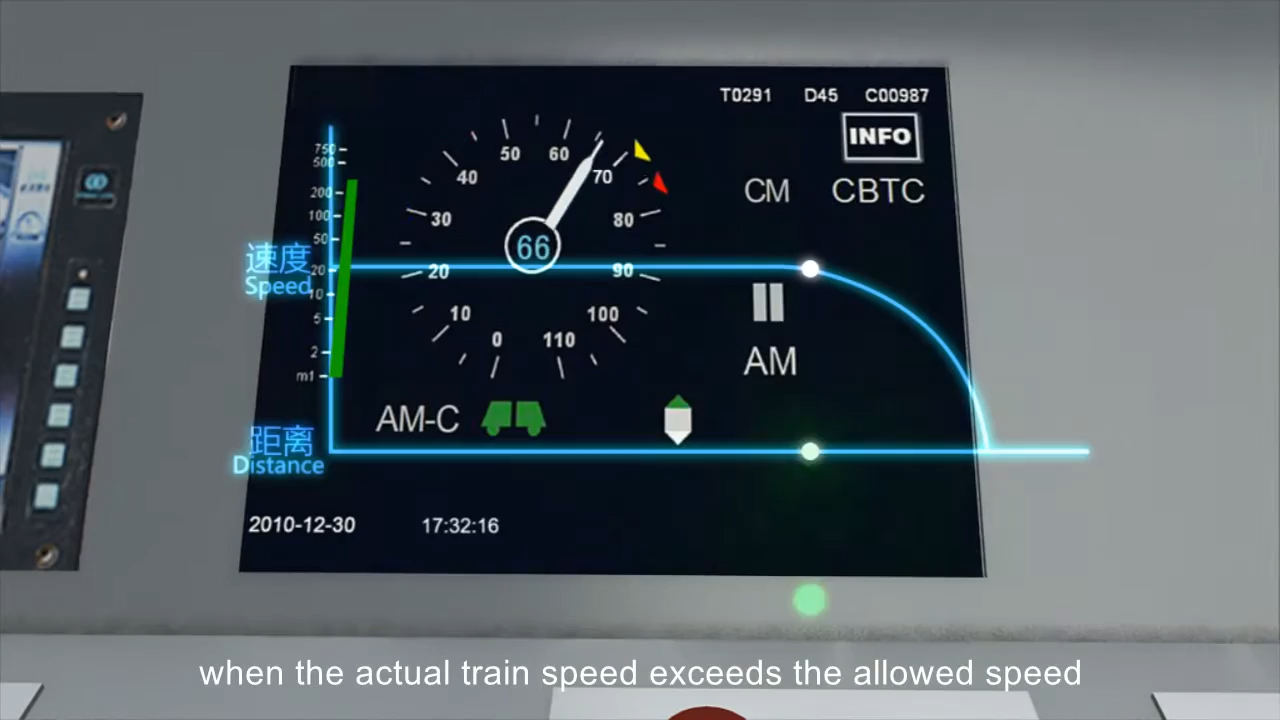 T0291 D45 C00987
INFO
CM CBTC
750
500
200
100
50
20
10
5
2
m1
0
10
20
30
40
50
60
70
80
90
100
110
66
速度
Speed
AM
AM-C
距离
Distance
2010-12-30 17:32:16
when the actual train speed exceeds the allowed speed